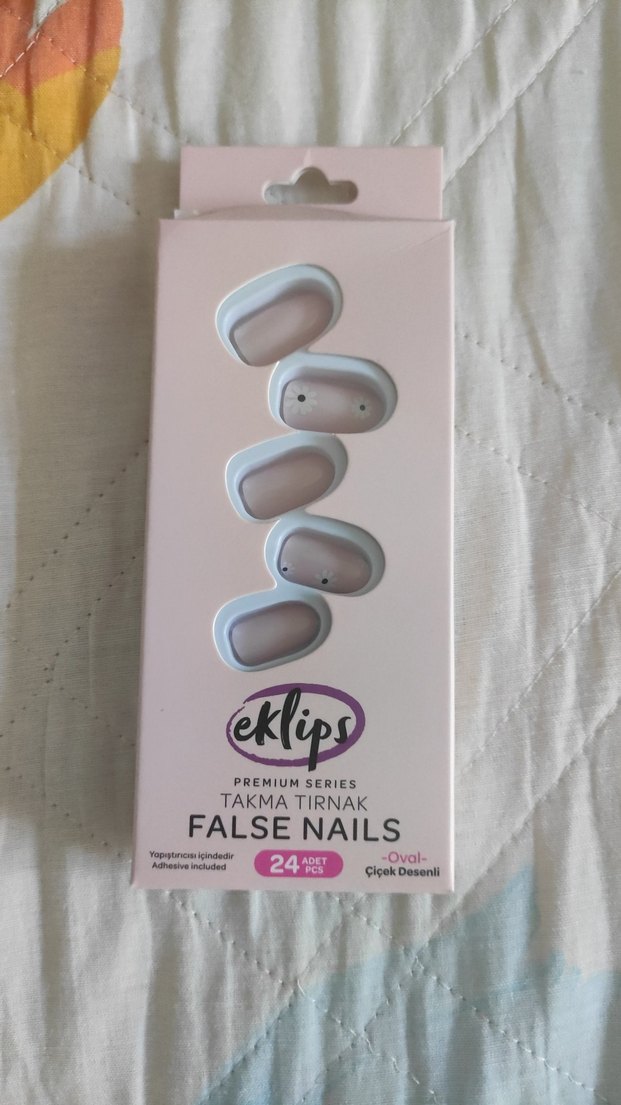 eklips
PREMIUM SERIES
TAKMA TIRNAK
FALSE NAILS
Yapıştırıcısı içindedir
Adhesive included
24 ADET
PCS
-Oval-
Çiçek Desenli